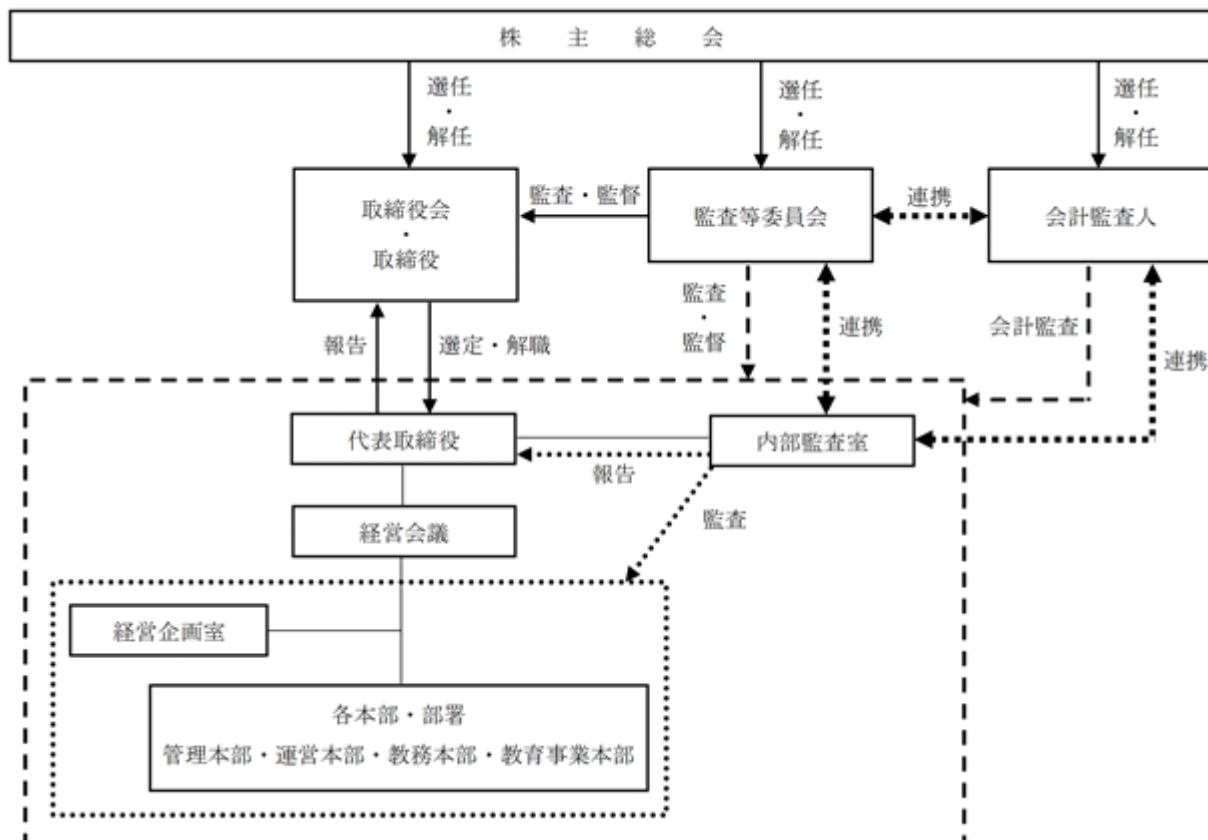 株主総会
選任
・
解任
選任
・
解任
選任
・
解任
取締役会
・
取締役
監査・監督
監査等委員会
連携
会計監査人
報告
選定・解職
監査
・
監督
連携
会計監査
連携
代表取締役
内部監査室
報告
経営会議
監査
経営企画室
各本部・部署
管理本部・運営本部・教務本部・教育事業本部